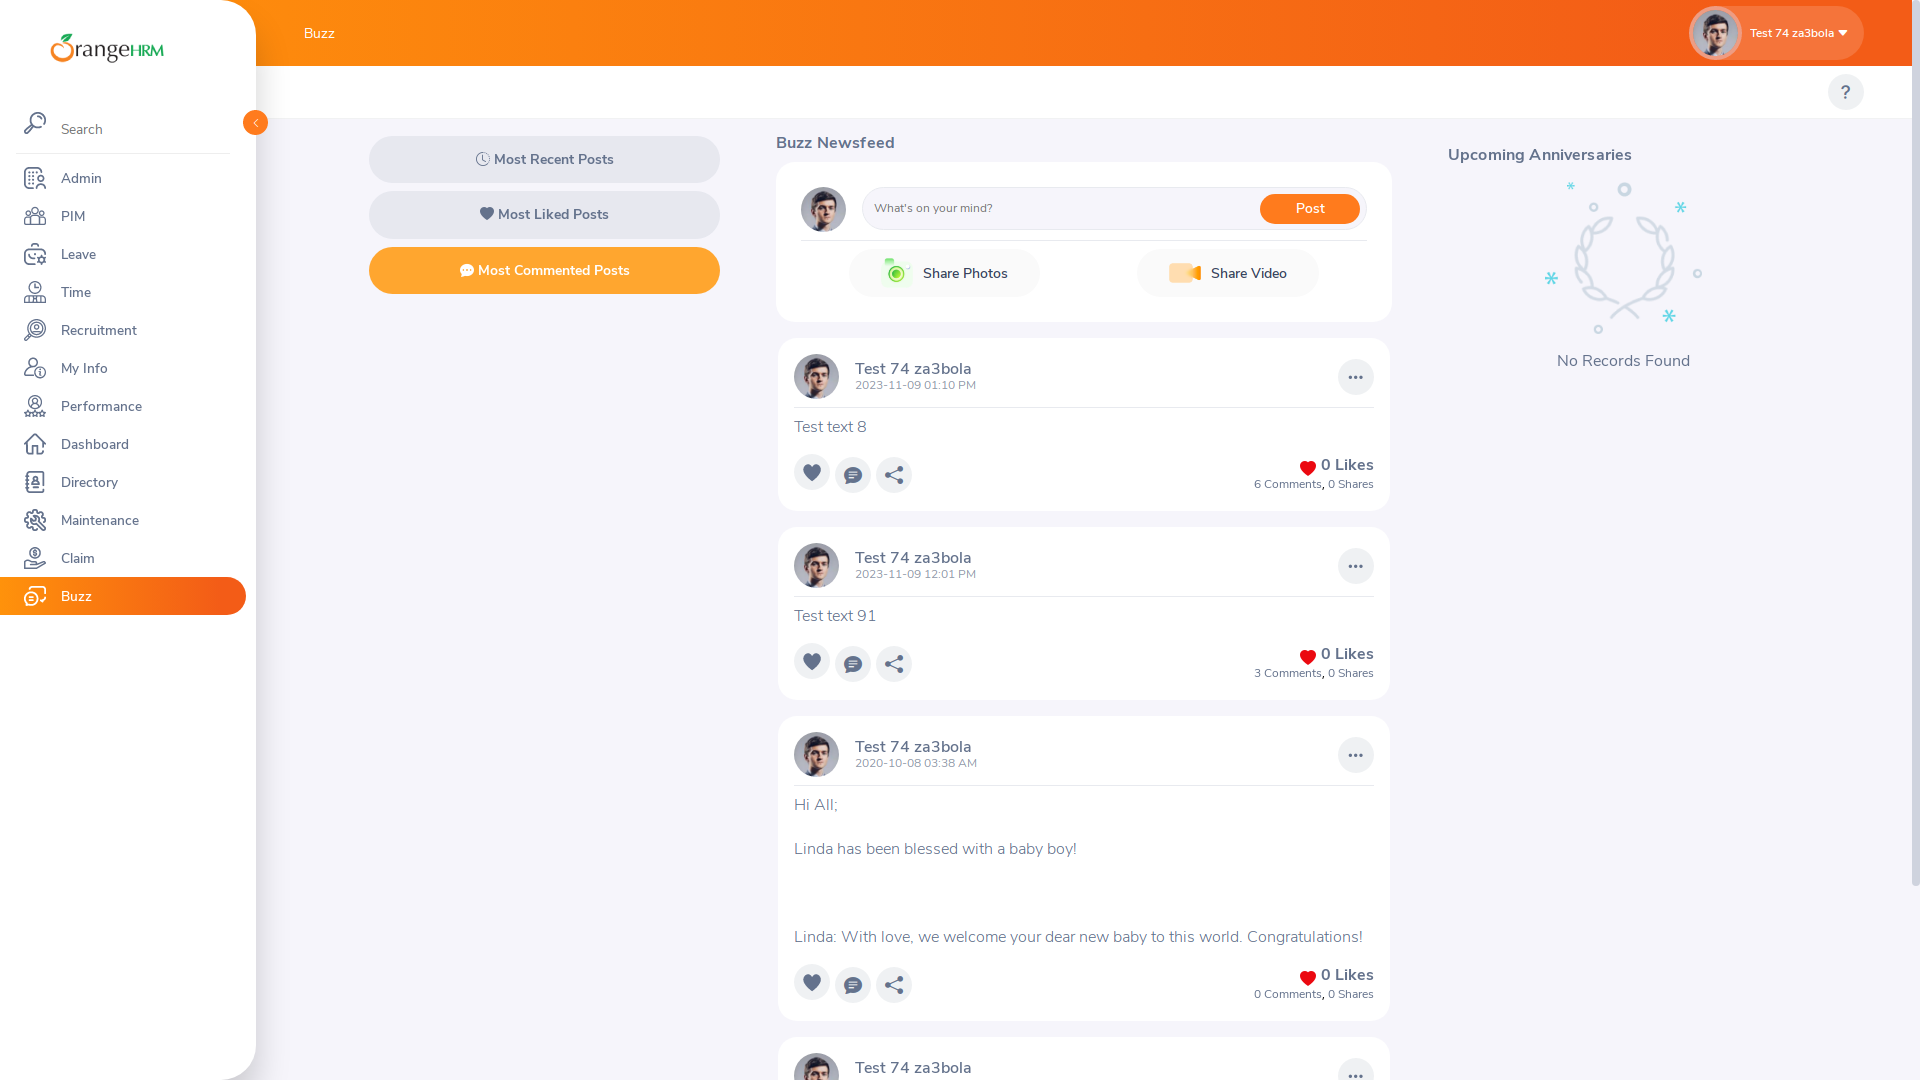 OrangeHRM
Search
Admin
PIM
Leave
Time
Recruitment
My Info
Performance
Dashboard
Directory
Maintenance
Claim
Buzz
Buzz
Test 74 za3bola
?
Most Recent Posts
Most Liked Posts
Most Commented Posts
Buzz Newsfeed
What's on your mind?
Post
Share Photos
Share Video
Test 74 za3bola
2023-11-09 01:10 PM
Test text 8
0 Likes
6 Comments, 0 Shares
Test 74 za3bola
2023-11-09 12:01 PM
Test text 91
0 Likes
3 Comments, 0 Shares
Test 74 za3bola
2020-10-08 03:38 AM
Hi All;
Linda has been blessed with a baby boy!
Linda: With love, we welcome your dear new baby to this world. Congratulations!
0 Likes
0 Comments, 0 Shares
Test 74 za3bola
Upcoming Anniversaries
No Records Found